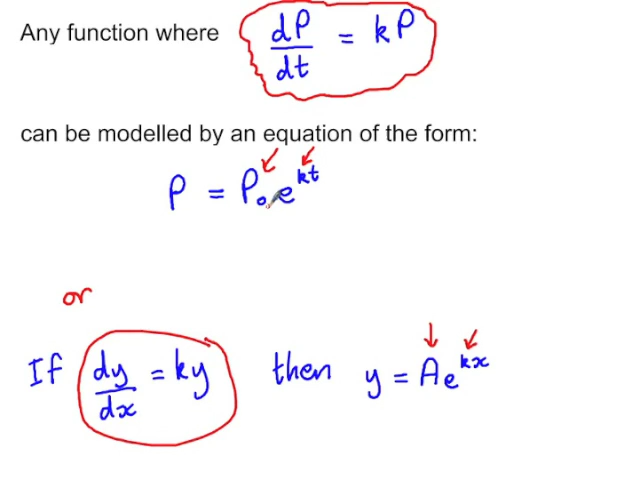 Any function where dP/dt = kP
can be modelled by an equation of the form:
P = P₀e^kt
or
If dy/dx = ky then y = Ae^kx